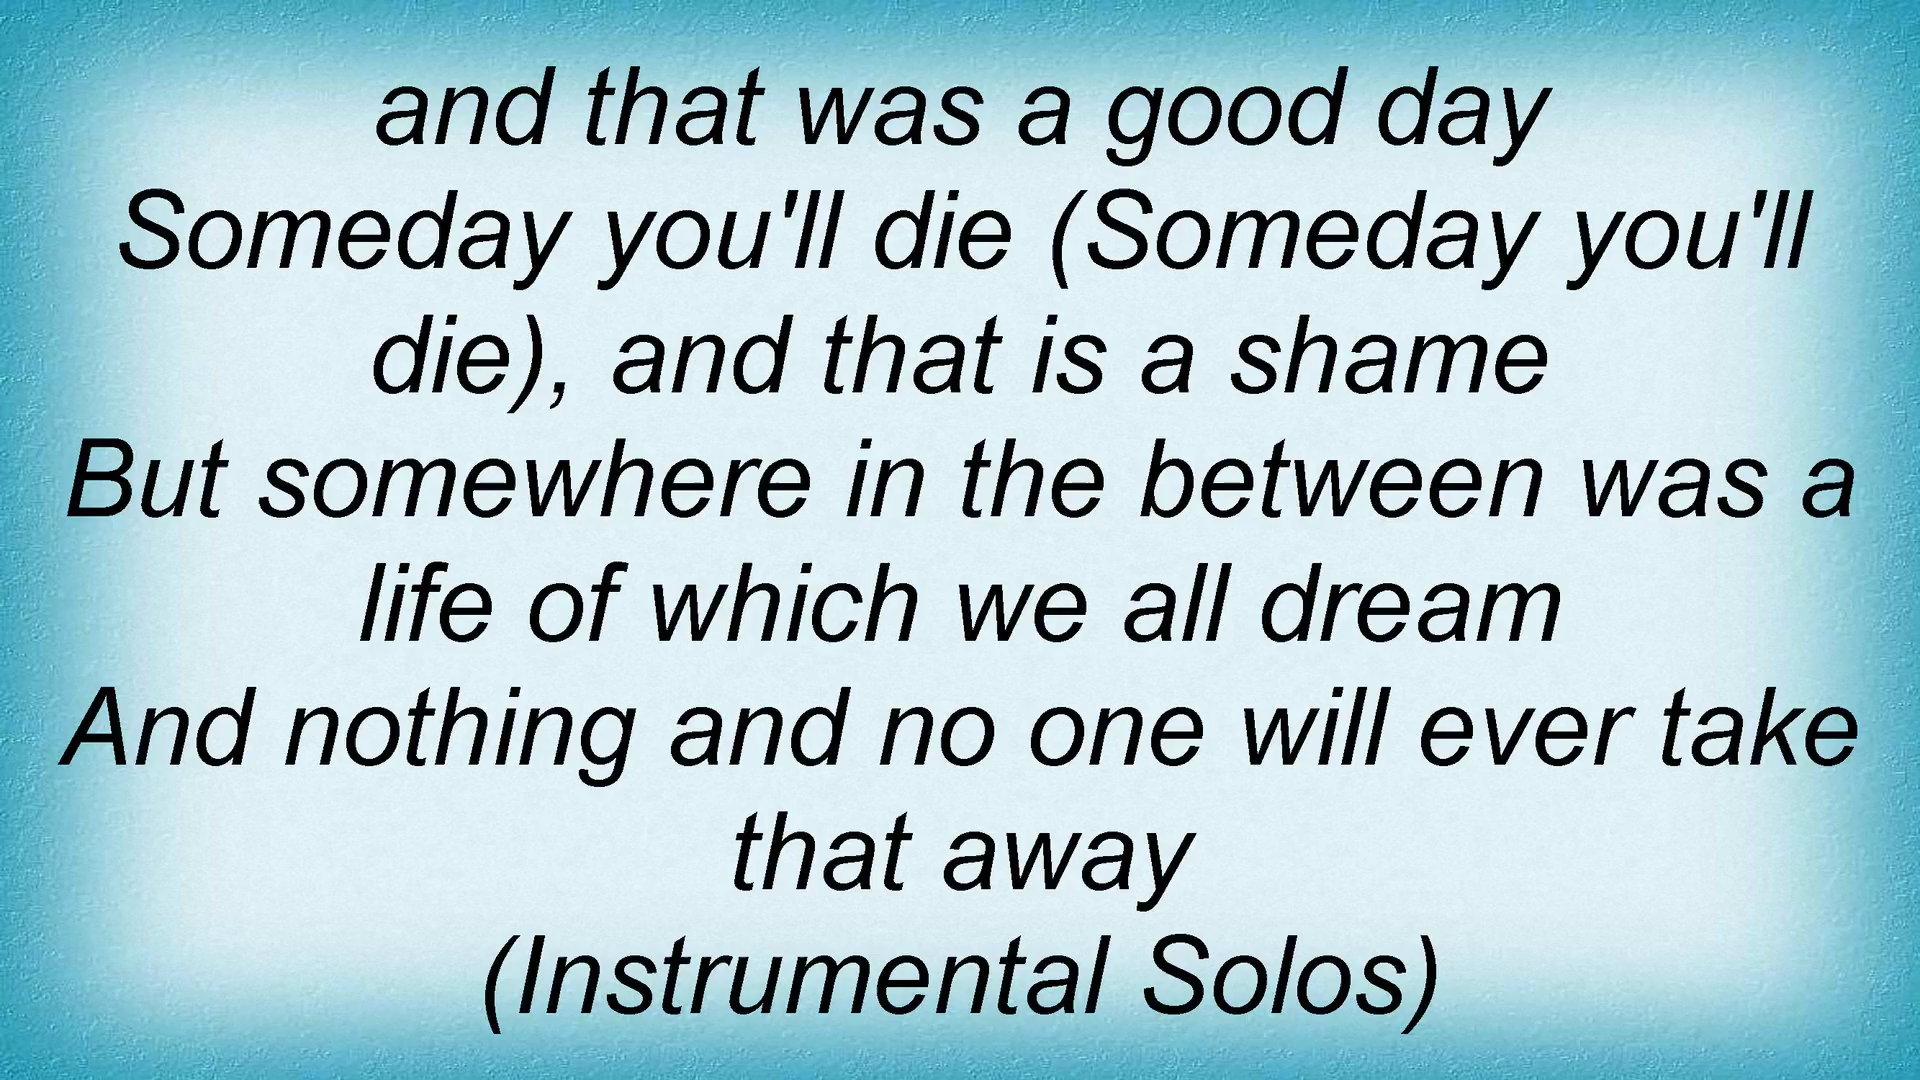 and that was a good day
Someday you'll die (Someday you'll
die), and that is a shame
But somewhere in the between was a
life of which we all dream
And nothing and no one will ever take
that away
(Instrumental Solos)